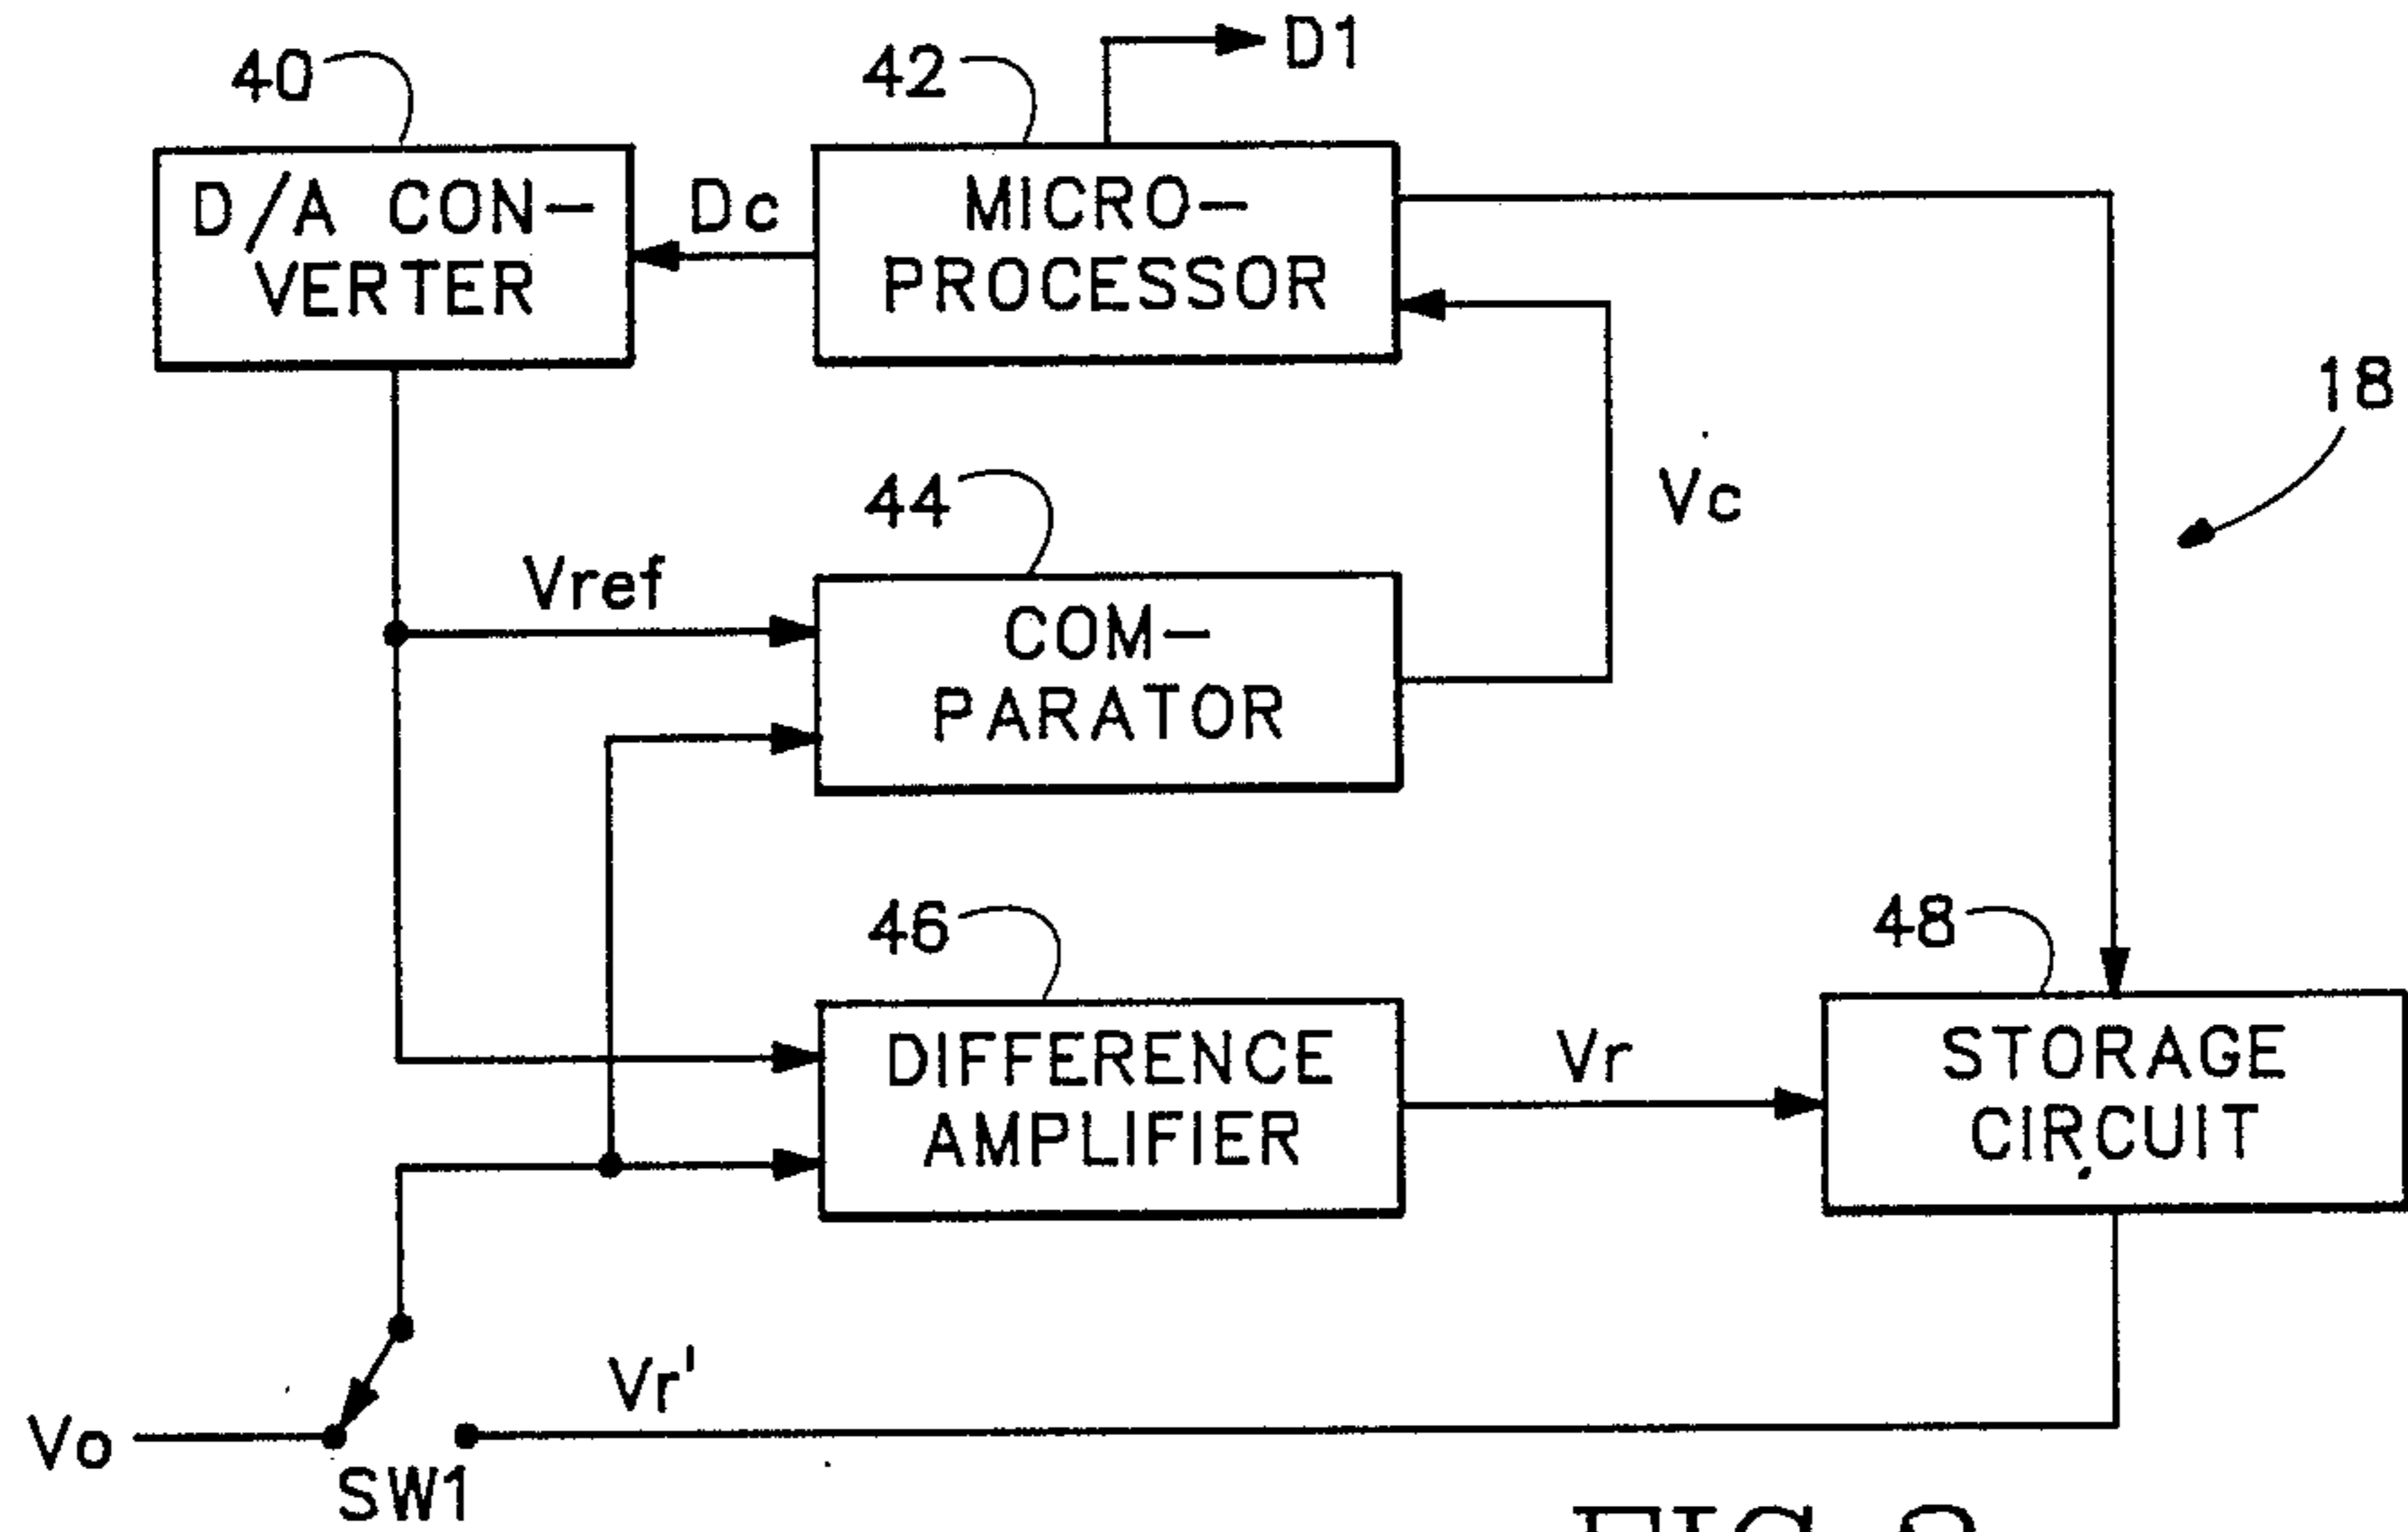 D1
40
42
D/A CON-
VERTER
Dc
MICRO-
PROCESSOR
18
44
Vc
Vref
COM-
PARATOR
46
48
DIFFERENCE
AMPLIFIER
Vr
STORAGE
CIRCUIT
Vr'
Vo
SW1